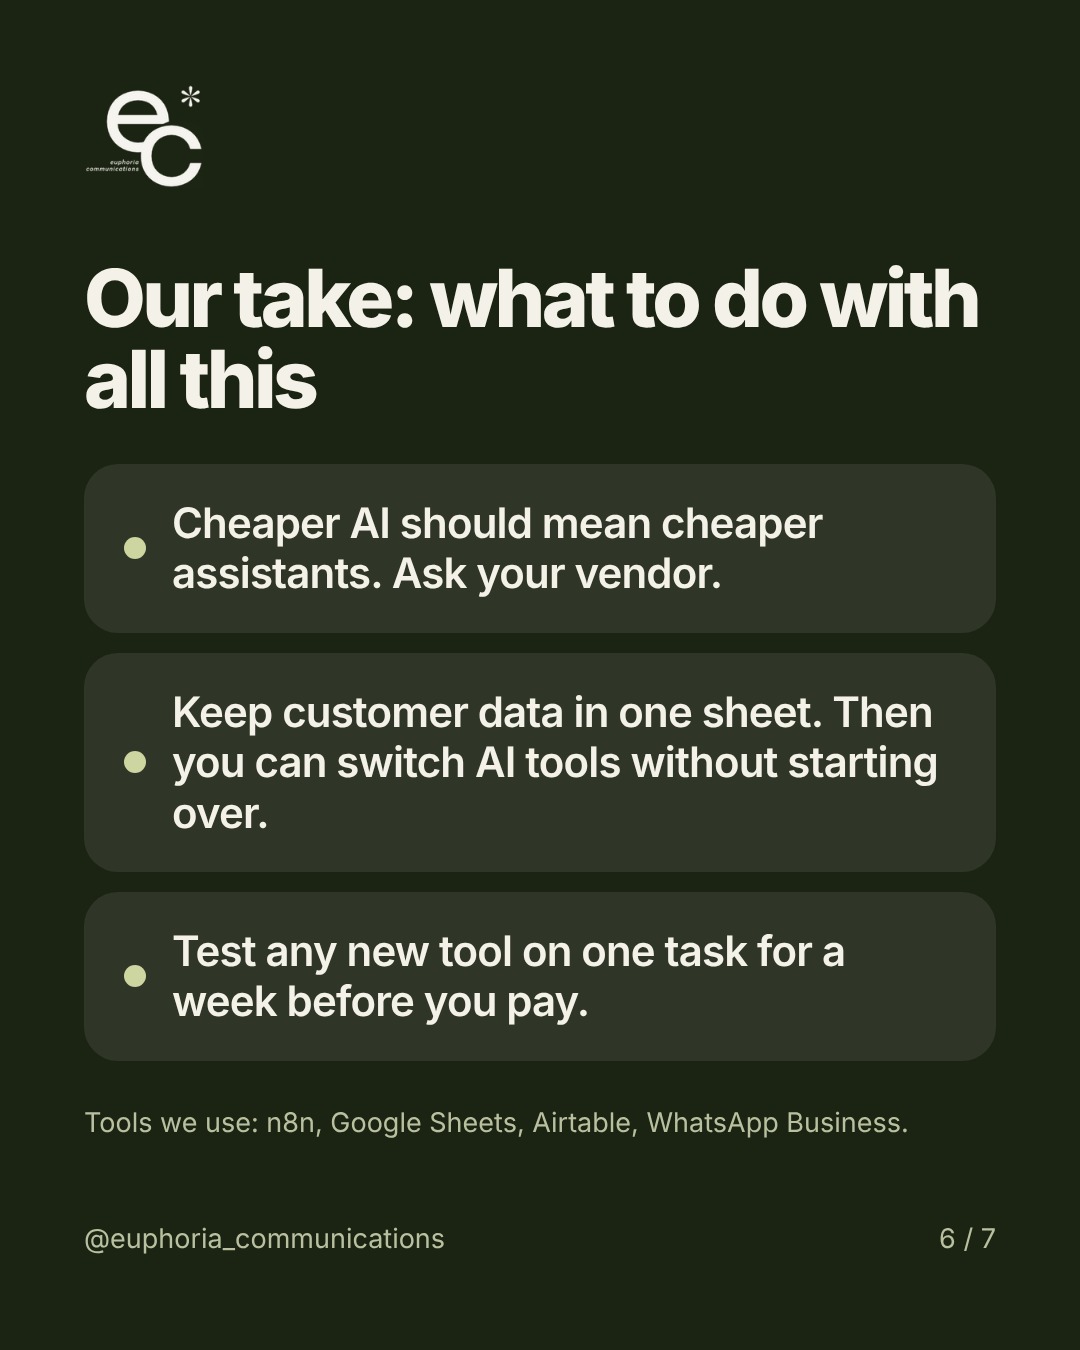 ec*
euphoria
communications
Our take: what to do with
all this
Cheaper AI should mean cheaper
assistants. Ask your vendor.
Keep customer data in one sheet. Then
you can switch AI tools without starting
over.
Test any new tool on one task for a
week before you pay.
Tools we use: n8n, Google Sheets, Airtable, WhatsApp Business.
@euphoria_communications
6 / 7